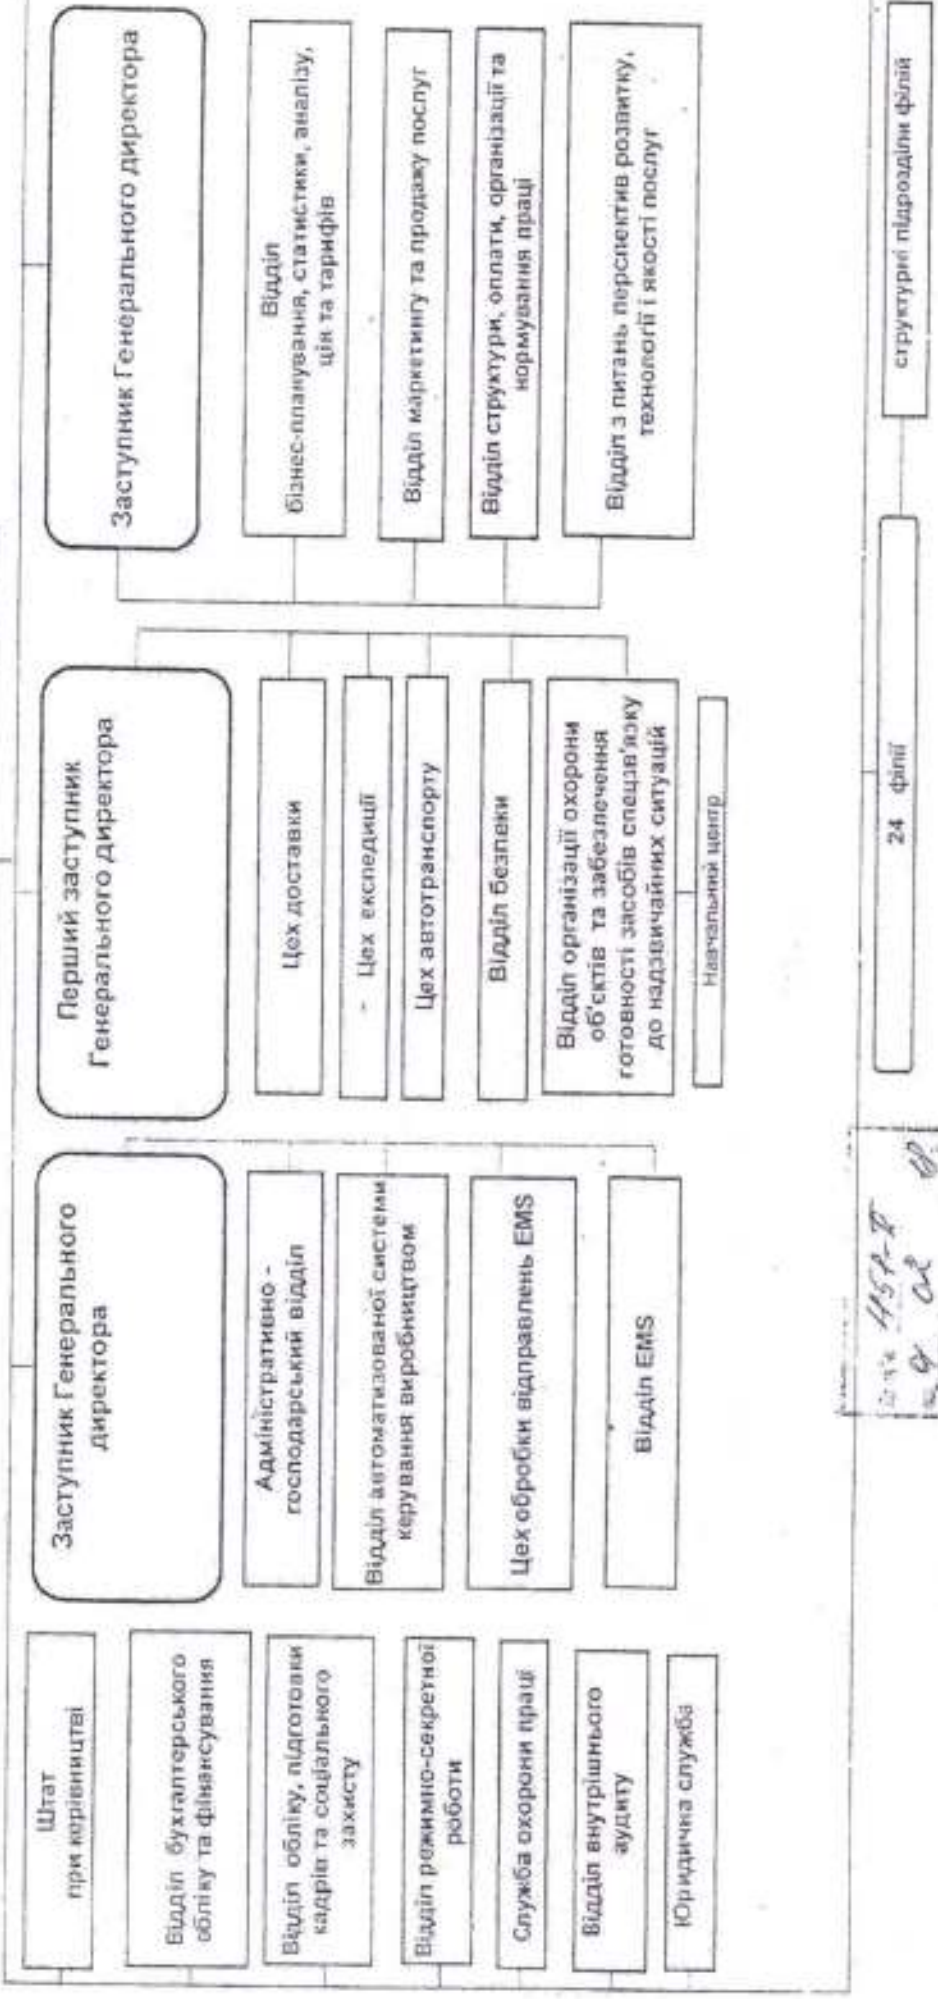 Штат
при керівництві
Відділ бухгалтерського
обліку та фінансування
Відділ обліку, підготовки
кадрів та соціального
захисту
Відділ режимно-секретної
роботи
Служба охорони праці
Відділ внутрішнього
аудиту
Юридична служба
Заступник Генерального
директора
Адміністративно -
господарський відділ
Відділ автоматизованої системи
керування виробництвом
Цех обробки відправлень EMS
Відділ EMS
Перший заступник
Генерального директора
Цех доставки
- Цех експедиції
Цех автотранспорту
Відділ безпеки
Відділ організації охорони
об'єктів та забезпечення
готовності засобів спецзв'язку
до надзвичайних ситуацій
Навчальний центр
Заступник Генерального директора
Відділ
бізнес-планування, статистики, аналізу,
цін та тарифів
Відділ маркетингу та продажу послуг
Відділ структури, оплати, організації та
нормування праці
Відділ з питань перспектив розвитку,
технології і якості послуг
24 філії
структурні підрозділи філій